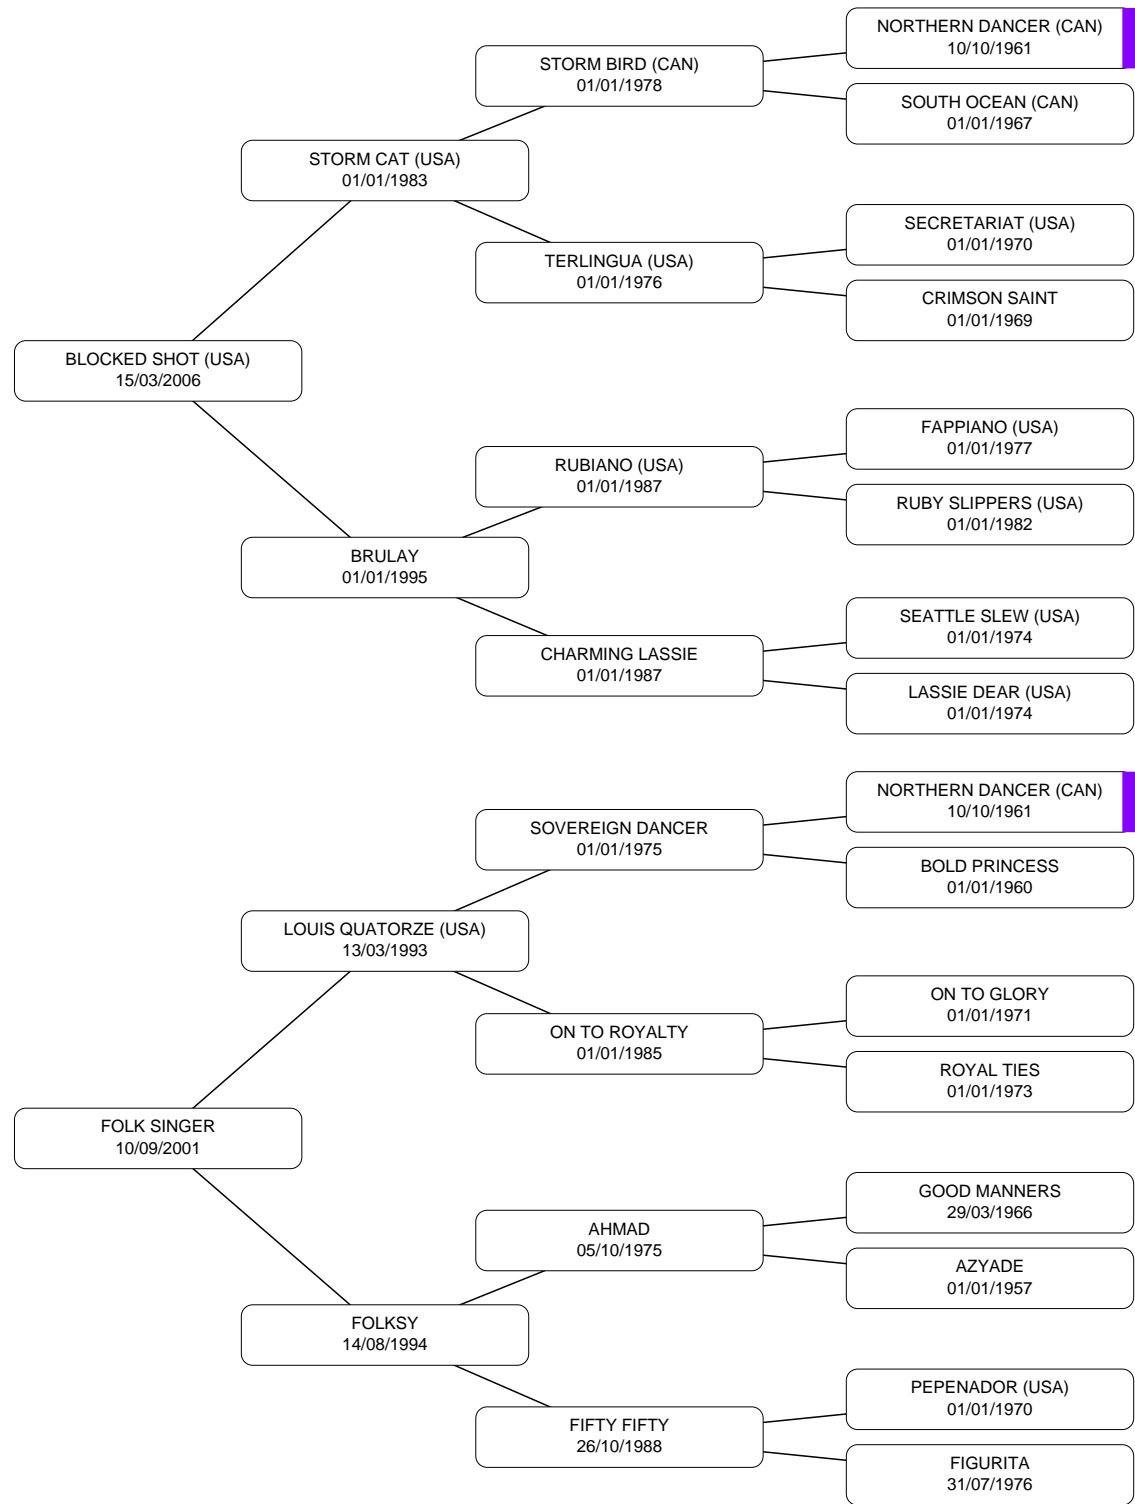 NORTHERN DANCER (CAN)
10/10/1961
STORM BIRD (CAN)
01/01/1978
SOUTH OCEAN (CAN)
01/01/1967
STORM CAT (USA)
01/01/1983
SECRETARIAT (USA)
01/01/1970
TERLINGUA (USA)
01/01/1976
CRIMSON SAINT
01/01/1969
BLOCKED SHOT (USA)
15/03/2006
FAPPIANO (USA)
01/01/1977
RUBIANO (USA)
01/01/1987
RUBY SLIPPERS (USA)
01/01/1982
BRULAY
01/01/1995
SEATTLE SLEW (USA)
01/01/1974
CHARMING LASSIE
01/01/1987
LASSIE DEAR (USA)
01/01/1974
NORTHERN DANCER (CAN)
10/10/1961
SOVEREIGN DANCER
01/01/1975
BOLD PRINCESS
01/01/1960
LOUIS QUATORZE (USA)
13/03/1993
ON TO GLORY
01/01/1971
ON TO ROYALTY
01/01/1985
ROYAL TIES
01/01/1973
FOLK SINGER
10/09/2001
GOOD MANNERS
29/03/1966
AHMAD
05/10/1975
AZYADE
01/01/1957
FOLKSY
14/08/1994
PEPENADOR (USA)
01/01/1970
FIFTY FIFTY
26/10/1988
FIGURITA
31/07/1976